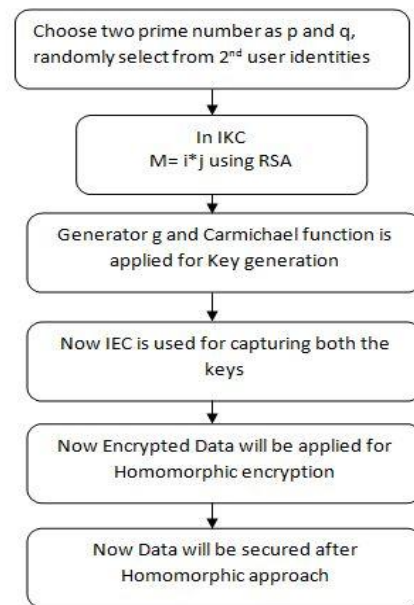 Choose two prime number as p and q,
randomly select from 2nd user identities
In IKC
M= i*j using RSA
Generator g and Carmichael function is
applied for Key generation
Now IEC is used for capturing both the
keys
Now Encrypted Data will be applied for
Homomorphic encryption
Now Data will be secured after
Homomorphic approach